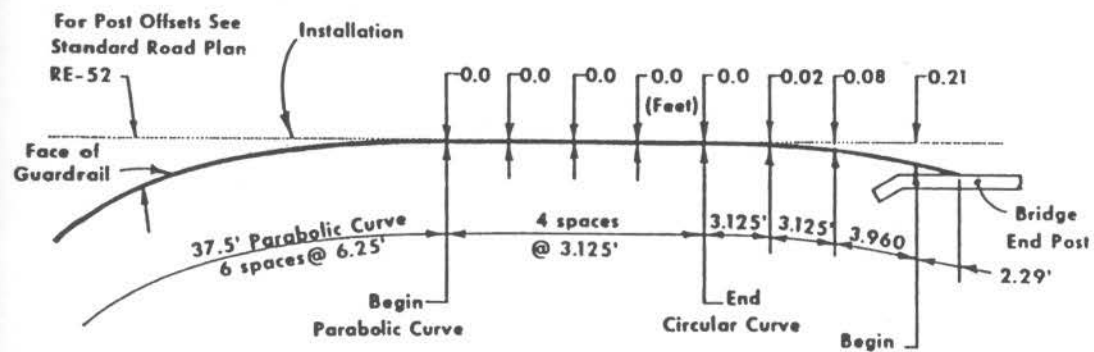 For Post Offsets See
Standard Road Plan
RE-52
Installation
0.0
0.0
0.0
0.0
0.0
0.02
0.08
0.21
(Feet)
Face of
Guardrail
37.5' Parabolic Curve
6 spaces @ 6.25'
4 spaces
@ 3.125'
3.125'
3.125'
3.960
2.29'
Bridge
End Post
Begin
Parabolic Curve
End
Circular Curve
Begin